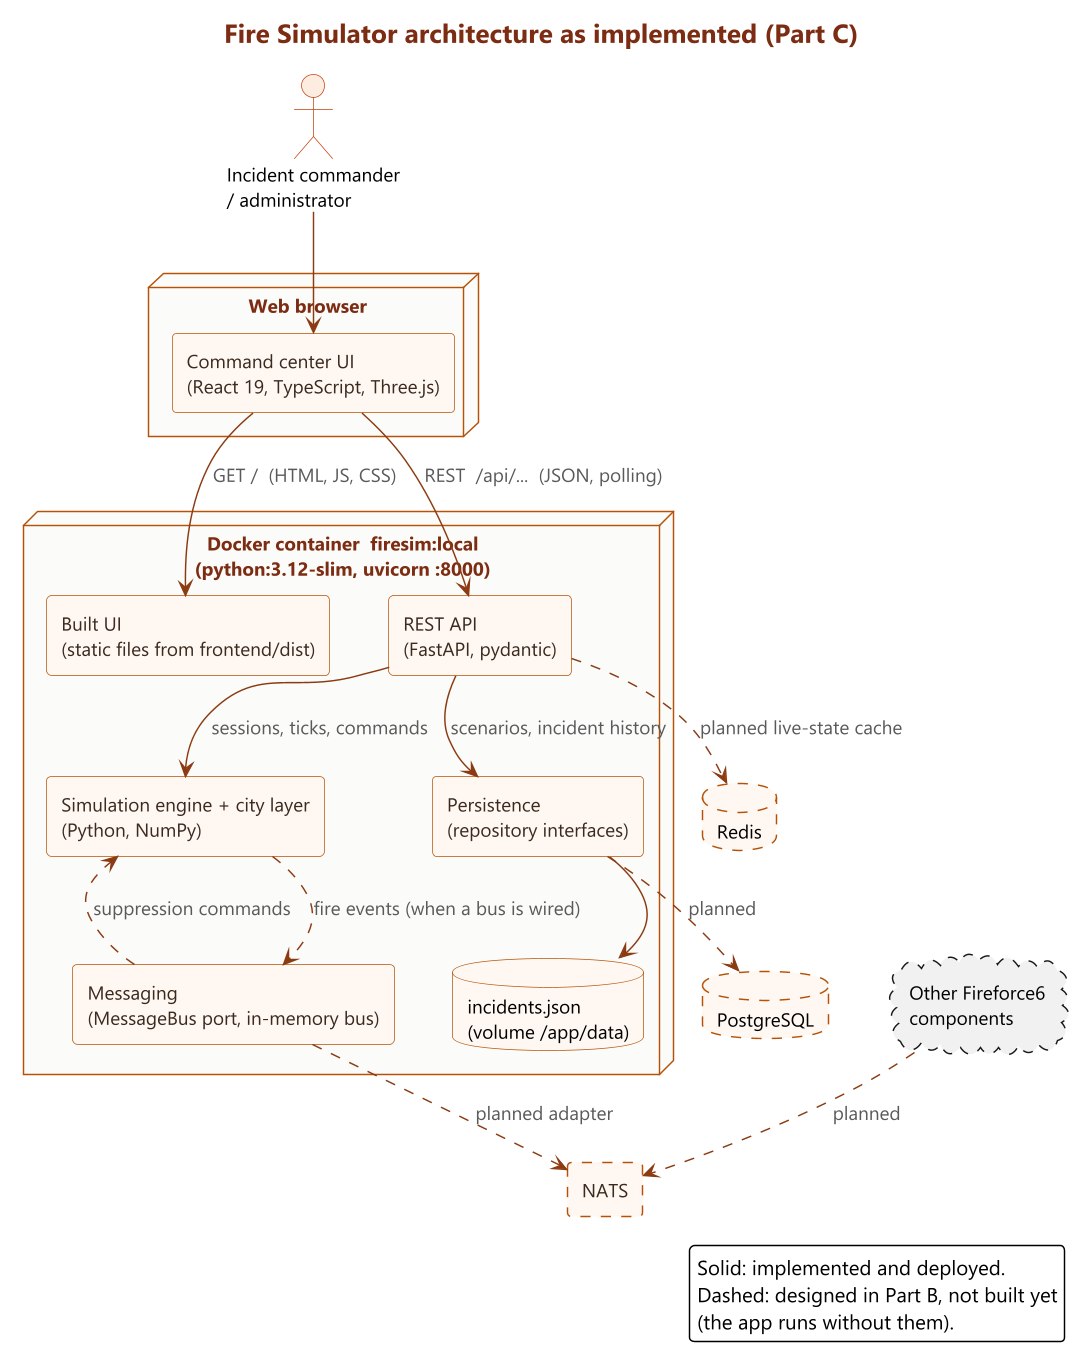 Fire Simulator architecture as implemented (Part C)
Incident commander
/ administrator
Web browser
Command center UI
(React 19, TypeScript, Three.js)
GET /  (HTML, JS, CSS)
REST  /api/...  (JSON, polling)
Docker container  firesim:local
(python:3.12-slim, uvicorn :8000)
Built UI
(static files from frontend/dist)
REST API
(FastAPI, pydantic)
sessions, ticks, commands
scenarios, incident history
planned live-state cache
Simulation engine + city layer
(Python, NumPy)
Persistence
(repository interfaces)
Redis
suppression commands
fire events (when a bus is wired)
planned
Messaging
(MessageBus port, in-memory bus)
incidents.json
(volume /app/data)
PostgreSQL
Other Fireforce6
components
planned adapter
planned
NATS
Solid: implemented and deployed.
Dashed: designed in Part B, not built yet
(the app runs without them).